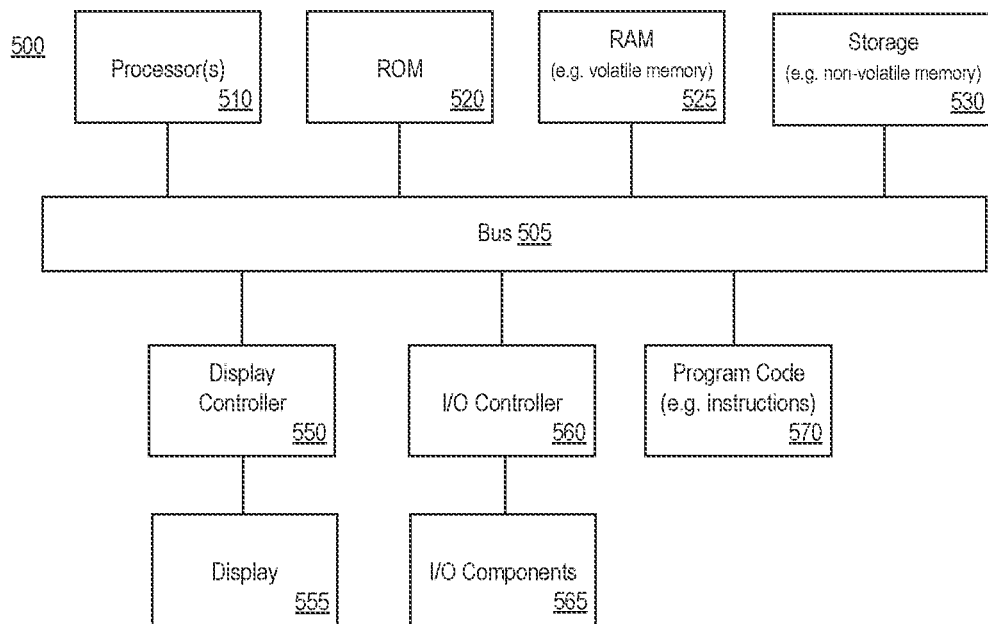 500
Processor(s)
510
ROM
520
RAM
(e.g. volatile memory)
525
Storage
(e.g. non-volatile memory)
530
Bus 505
Display
Controller
550
I/O Controller
560
Program Code
(e.g. instructions)
570
Display
555
I/O Components
565